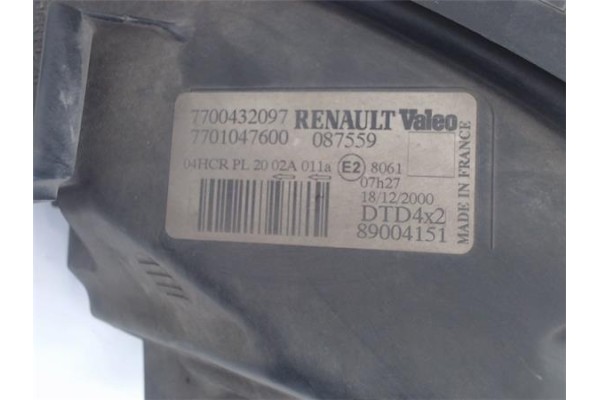 7700432097 RENAULT Valeo
7701047600 087559
04HCR PL 20 02A 011a E2 8061
07h27
18/12/2000
DTD4x2
89004151
MADE IN FRANCE